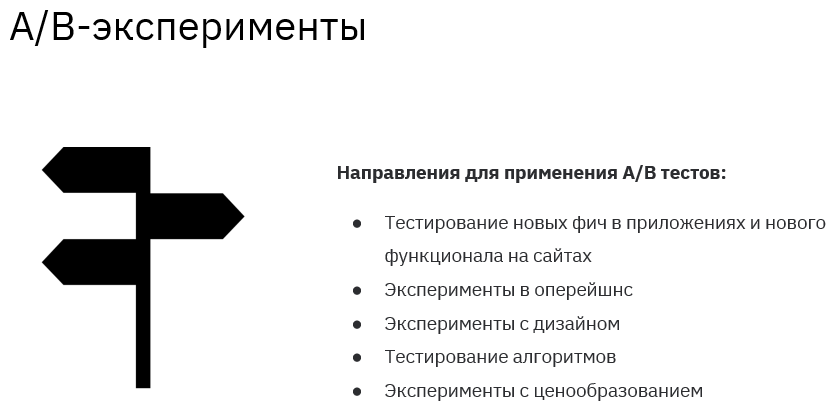 A/B-эксперименты
Направления для применения A/B тестов:
● Тестирование новых фич в приложениях и нового
функционала на сайтах
● Эксперименты в оперейшнс
● Эксперименты с дизайном
● Тестирование алгоритмов
● Эксперименты с ценообразованием